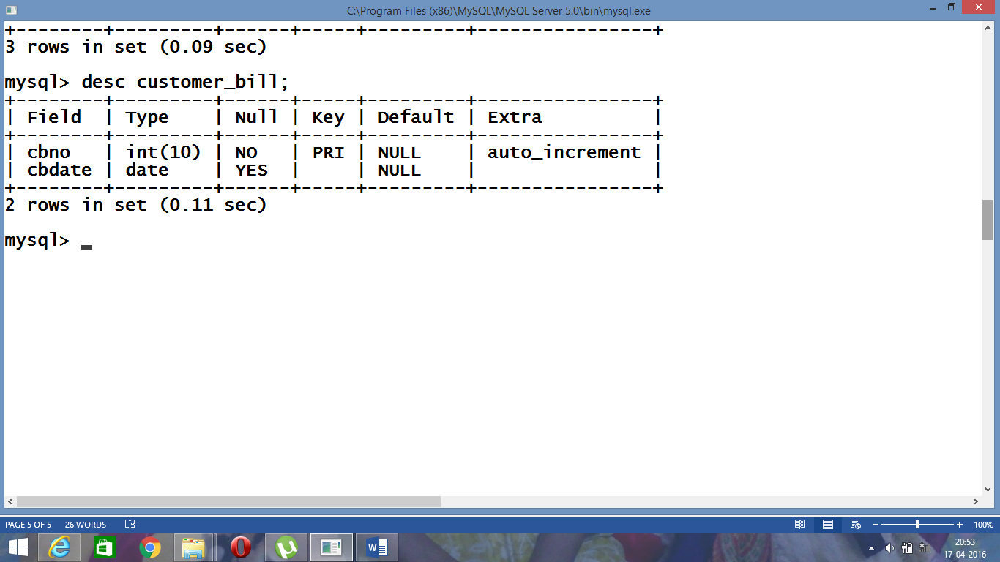 C:\Program Files (x86)\MySQL\MySQL Server 5.0\bin\mysql.exe
+--------+---------+------+-----+---------+----------------+
3 rows in set (0.09 sec)
mysql> desc customer_bill;
+--------+---------+------+-----+---------+----------------+
| Field  | Type    | Null | Key | Default | Extra          |
+--------+---------+------+-----+---------+----------------+
| cbno   | int(10) | NO   | PRI | NULL    | auto_increment |
| cbdate | date    | YES  |     | NULL    |                |
+--------+---------+------+-----+---------+----------------+
2 rows in set (0.11 sec)
mysql> _
PAGE 5 OF 5 26 WORDS 100%
20:53
17-04-2016